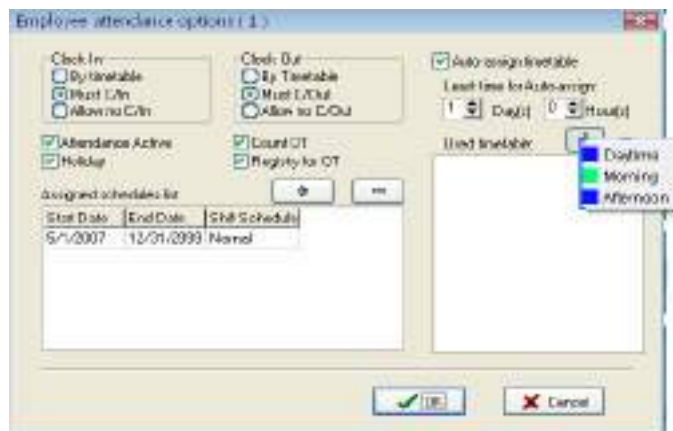 Employee attendance options ( 1 )
Clock In
By timetable
Must C/In
Allow no C/In
Clock Out
By Timetable
Must C/Out
Allow no C/Out
Auto-assign timetable
Least time for Auto-assign:
1 Day(s) 0 Hour(s)
Attendance Active
Holiday
Count OT
Registry for OT
Used timetable:
Daytime
Morning
Afternoon
Assigned schedules list
Start Date End Date Shift Schedule
5/1/2007 12/31/2999 Normal
OK
Cancel